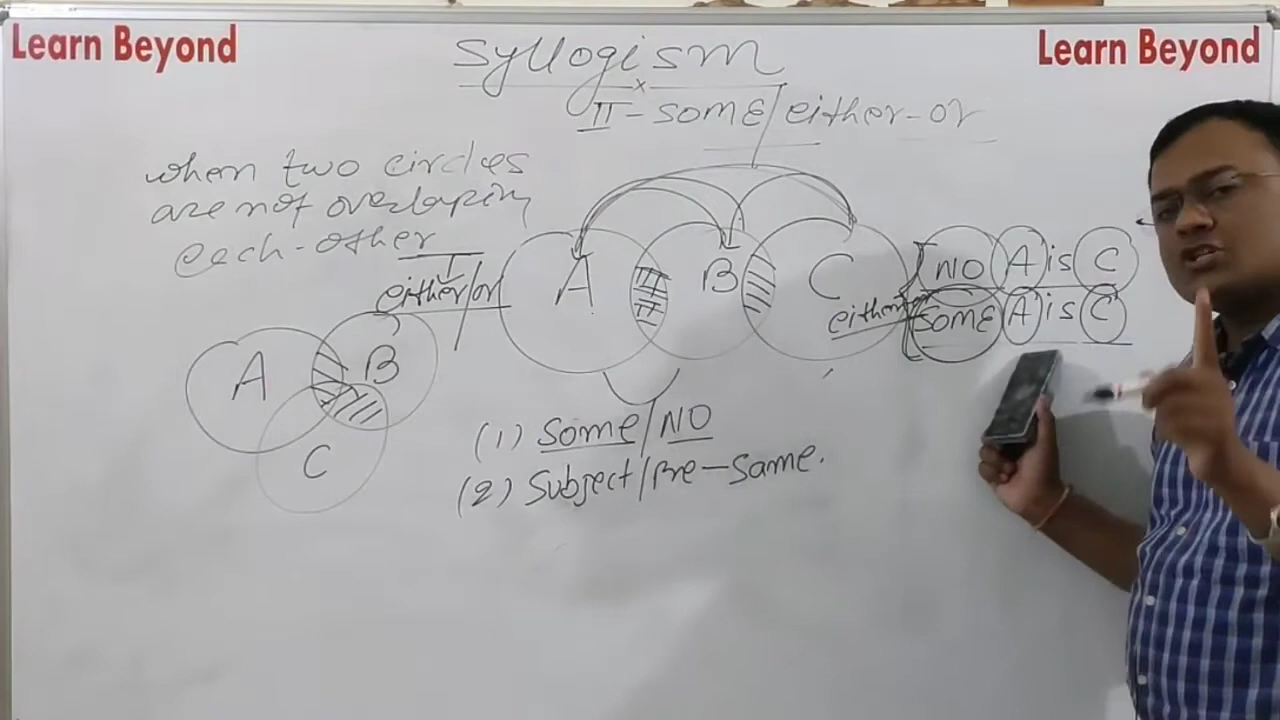 Learn Beyond
Learn Beyond
Syllogism
II - some/either-or
when two circles
are not overlaping
each-other
either/or
A B C
either/or
NO A is C
some A is C
A B
C
(1) Some/NO
(2) Subject/Pre-same.